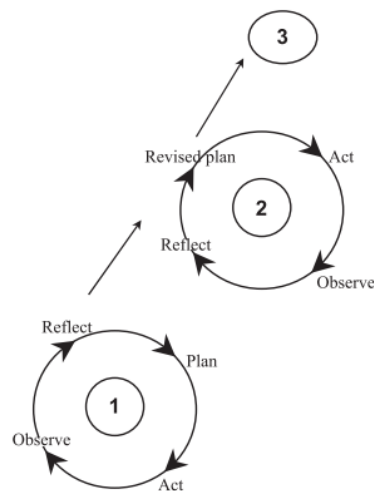 3
Revised plan
Act
2
Reflect
Observe
Reflect
Plan
1
Observe
Act